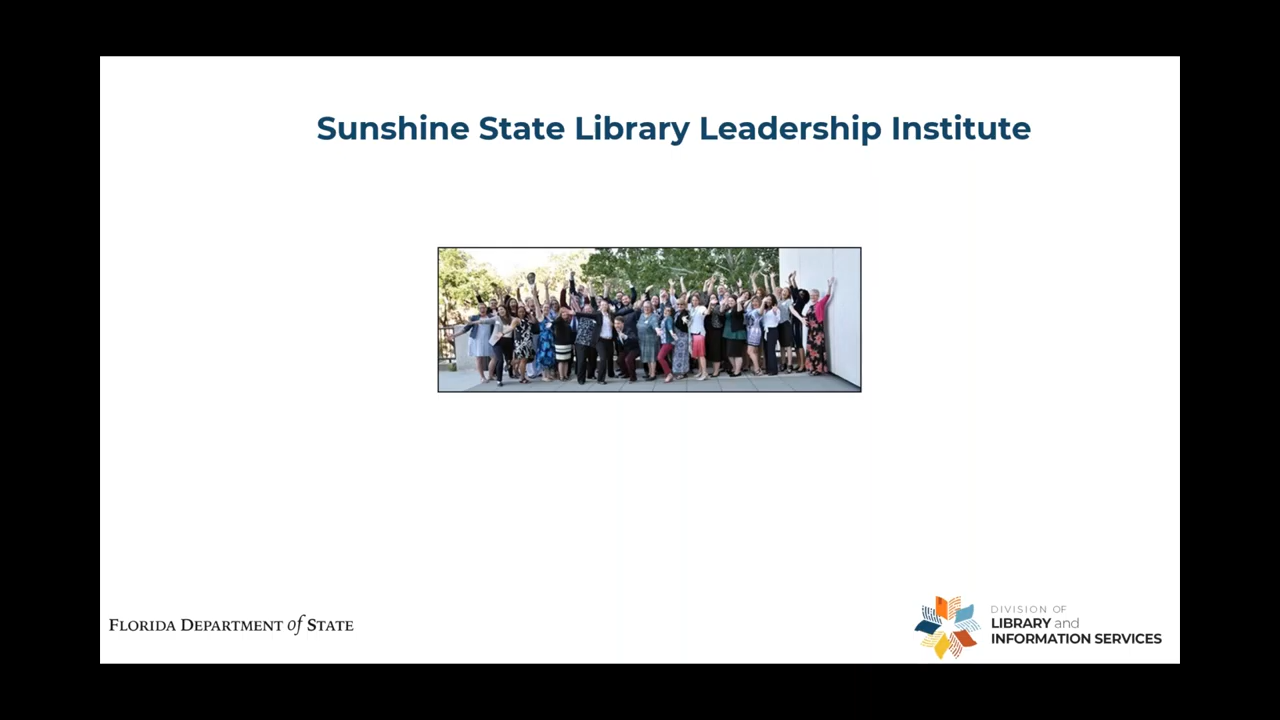 Sunshine State Library Leadership Institute
FLORIDA DEPARTMENT of STATE
DIVISION OF
LIBRARY and
INFORMATION SERVICES